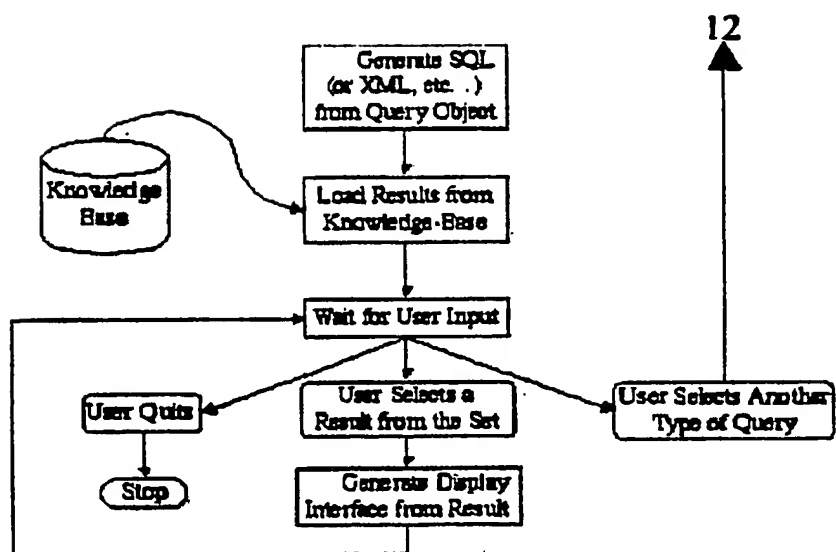 12
Generate SQL
(or XML, etc. .)
from Query Object
Knowledge
Base
Load Results from
Knowledge-Base
Wait for User Input
User Quits
User Selects a
Result from the Set
User Selects Another
Type of Query
Stop
Generate Display
Interface from Result